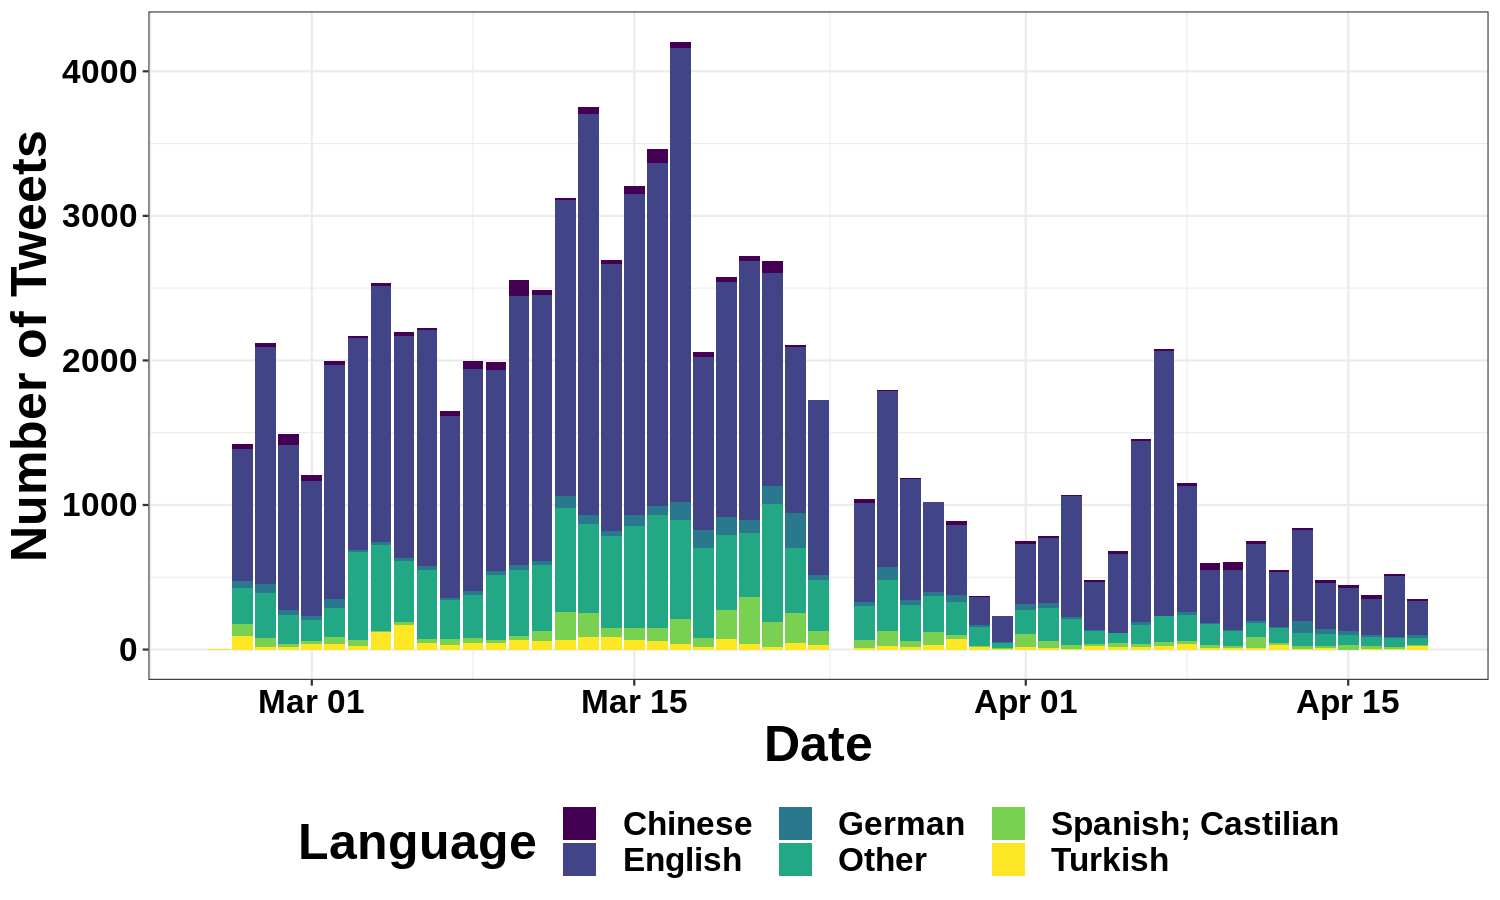 Number of Tweets
4000
3000
2000
1000
0
Mar 01 Mar 15 Apr 01 Apr 15
Date
Language
Chinese German Spanish; Castilian
English Other Turkish